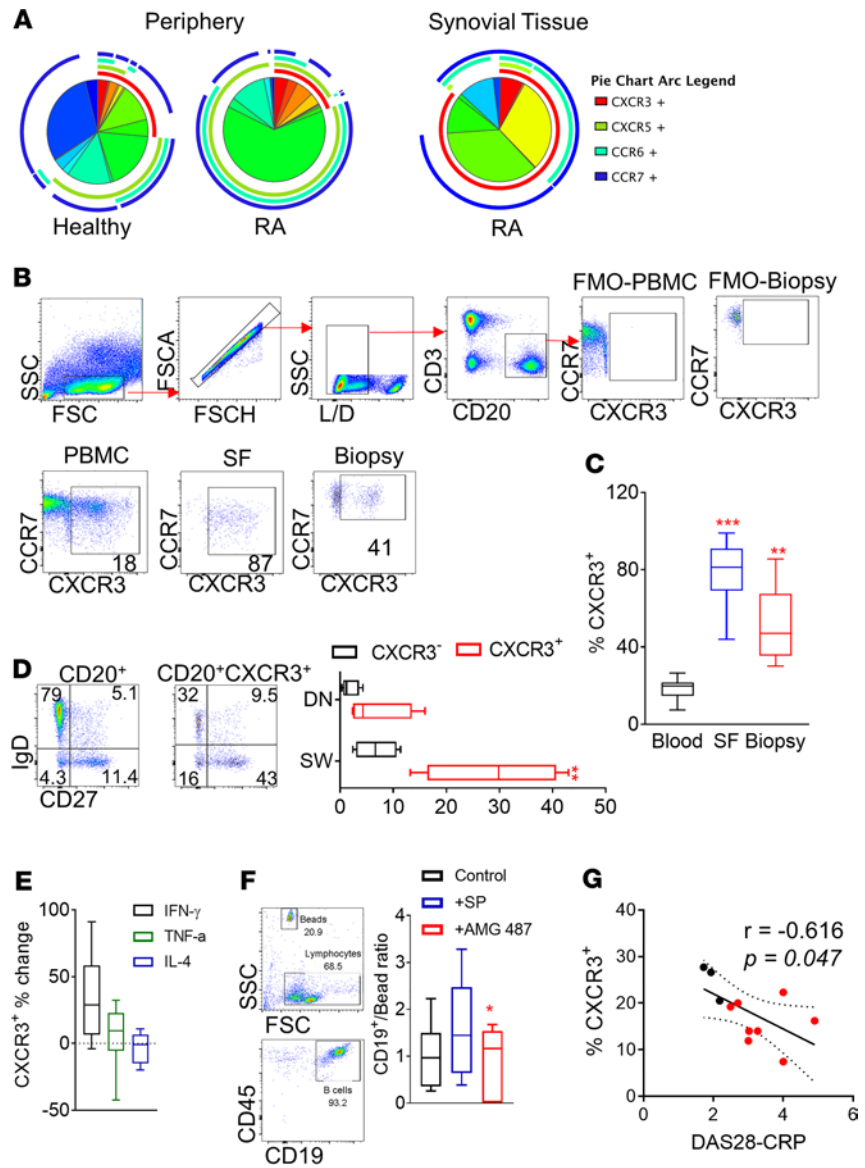 A
Periphery
Synovial Tissue
Pie Chart Arc Legend
CXCR3 +
CXCR5 +
CCR6 +
CCR7 +
Healthy
RA
RA
B
FMO-PBMC
FMO-Biopsy
SSC
FSC
FSCA
FSCH
SSC
L/D
CD3
CD20
CCR7
CXCR3
CCR7
CXCR3
PBMC
SF
Biopsy
CCR7
CXCR3
18
CCR7
CXCR3
87
CCR7
CXCR3
41
C
% CXCR3+
120
80
40
0
***
**
Blood SF Biopsy
D
CD20+
CD20+CXCR3+
79 5.1
4.3 11.4
32 9.5
16 43
IgD
CD27
CXCR3-
CXCR3+
DN
SW
**
0 10 20 30 40 50
E
CXCR3+ % change
100
50
0
-50
IFN-γ
TNF-a
IL-4
F
Beads
20.9
Lymphocytes
68.5
SSC
FSC
B cells
93.2
CD45
CD19
Control
+SP
+AMG 487
CD19+/Bead ratio
4
3
2
1
0
*
G
r = -0.616
p = 0.047
% CXCR3+
40
30
20
10
0
0 2 4 6
DAS28-CRP